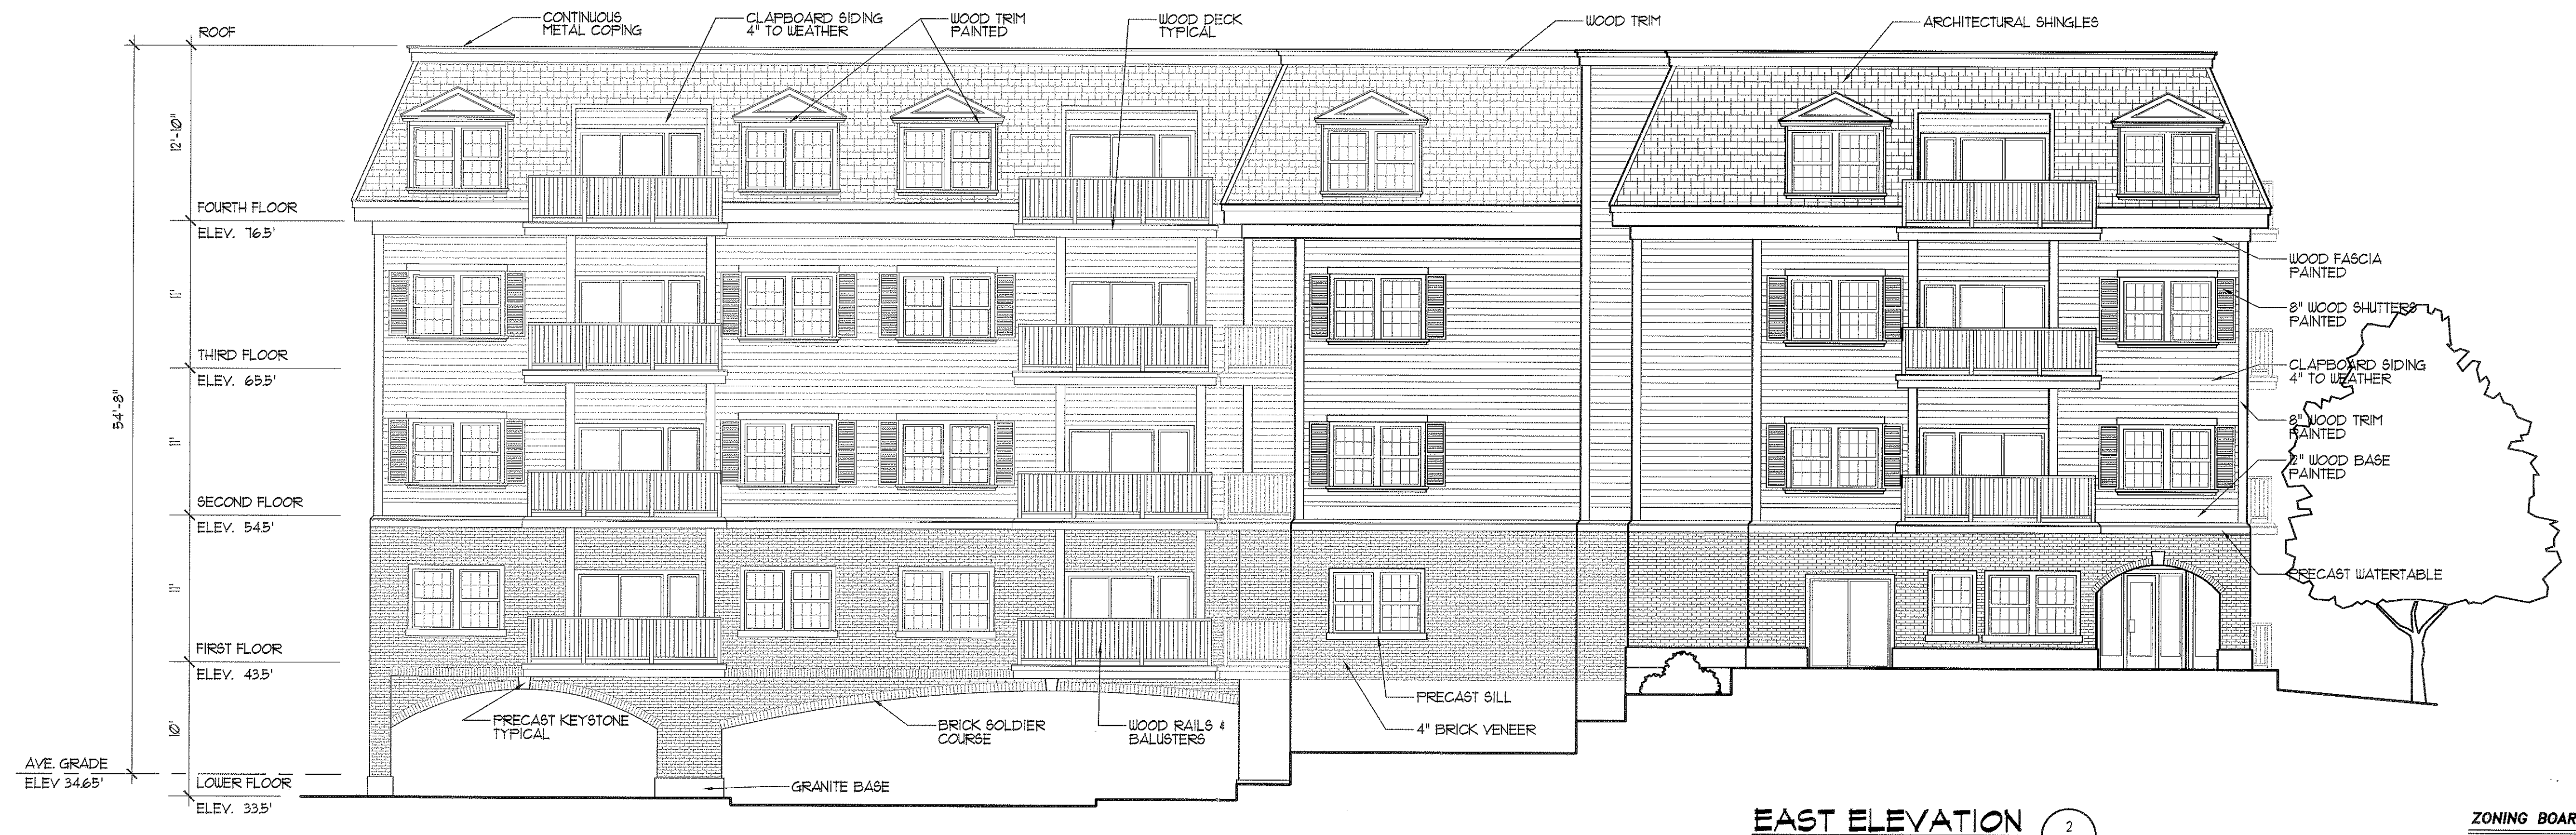 ROOF
CONTINUOUS
METAL COPING
CLAPBOARD SIDING
4" TO WEATHER
WOOD TRIM
PAINTED
WOOD DECK
TYPICAL
WOOD TRIM
ARCHITECTURAL SHINGLES
12'-10"
FOURTH FLOOR
ELEV. 76.5'
11'
THIRD FLOOR
ELEV. 65.5'
54'-8"
11'
SECOND FLOOR
ELEV. 54.5'
11'
FIRST FLOOR
ELEV. 43.5'
10'
AVE. GRADE
ELEV 34.65'
LOWER FLOOR
ELEV. 33.5'
WOOD FASCIA
PAINTED
8" WOOD SHUTTERS
PAINTED
CLAPBOARD SIDING
4" TO WEATHER
8" WOOD TRIM
PAINTED
12" WOOD BASE
PAINTED
PRECAST WATERTABLE
PRECAST KEYSTONE
TYPICAL
BRICK SOLDIER
COURSE
WOOD RAILS &
BALUSTERS
PRECAST SILL
4" BRICK VENEER
GRANITE BASE
EAST ELEVATION
2
ZONING BOAR